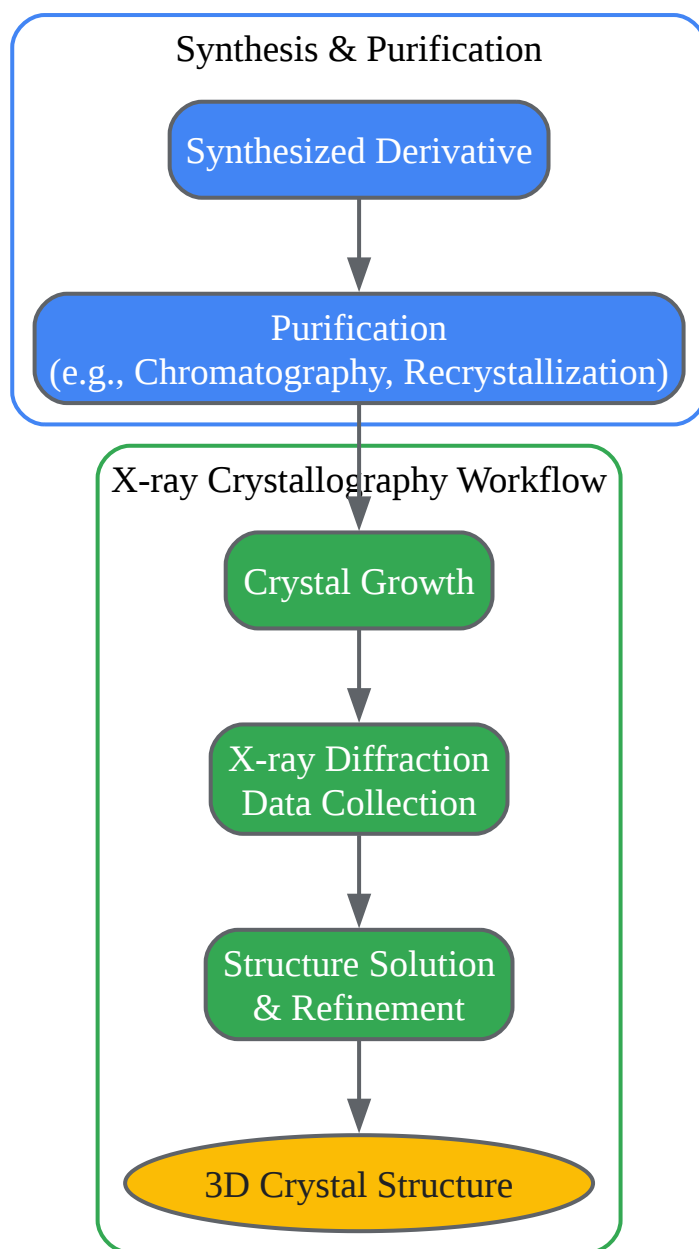 Synthesis & Purification
Synthesized Derivative
Purification
(e.g., Chromatography, Recrystallization)
X-ray Crystallography Workflow
Crystal Growth
X-ray Diffraction
Data Collection
Structure Solution
& Refinement
3D Crystal Structure